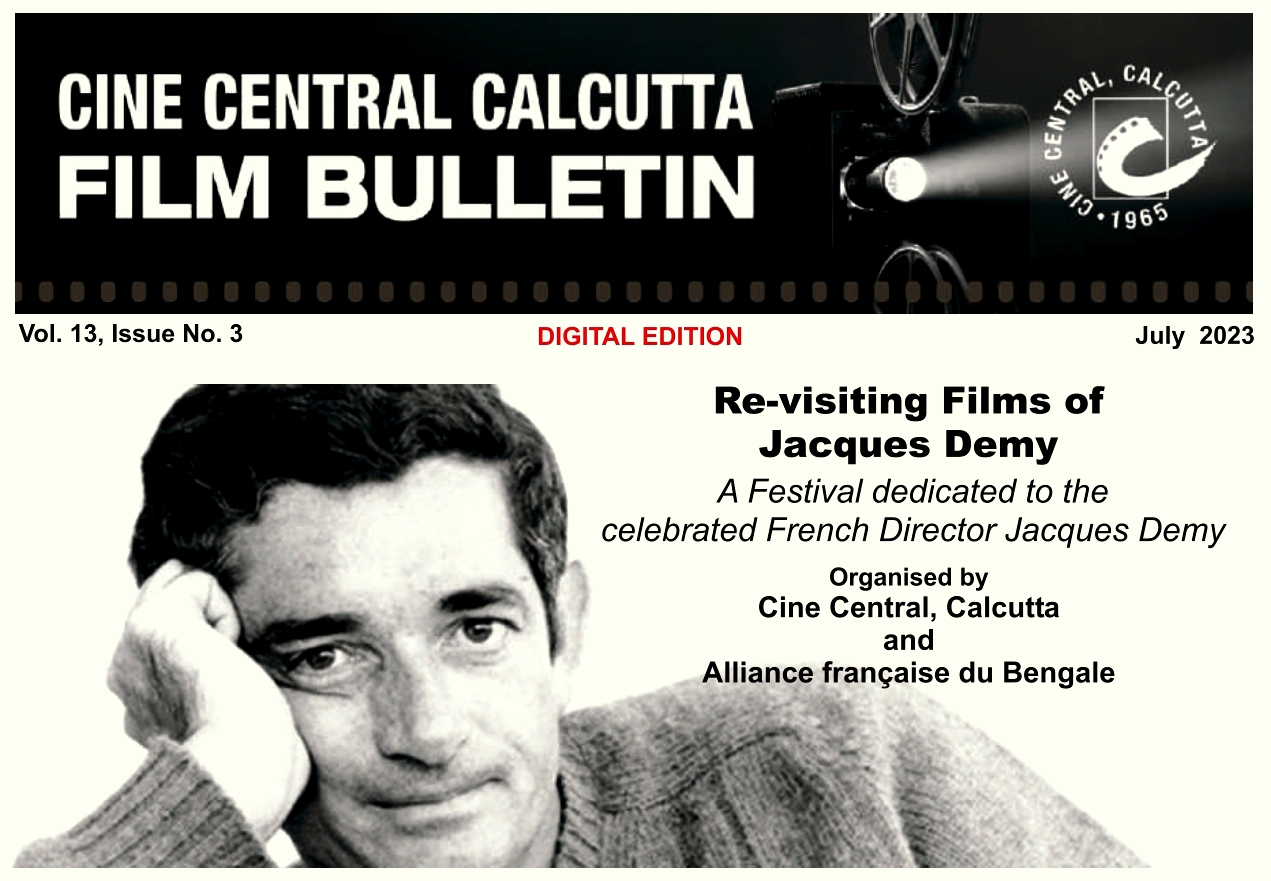 CINE CENTRAL CALCUTTA
FILM BULLETIN
CINE CENTRAL, CALCUTTA
• 1965
Vol. 13, Issue No. 3
DIGITAL EDITION
July 2023
Re-visiting Films of
Jacques Demy
A Festival dedicated to the
celebrated French Director Jacques Demy
Organised by
Cine Central, Calcutta
and
Alliance française du Bengale